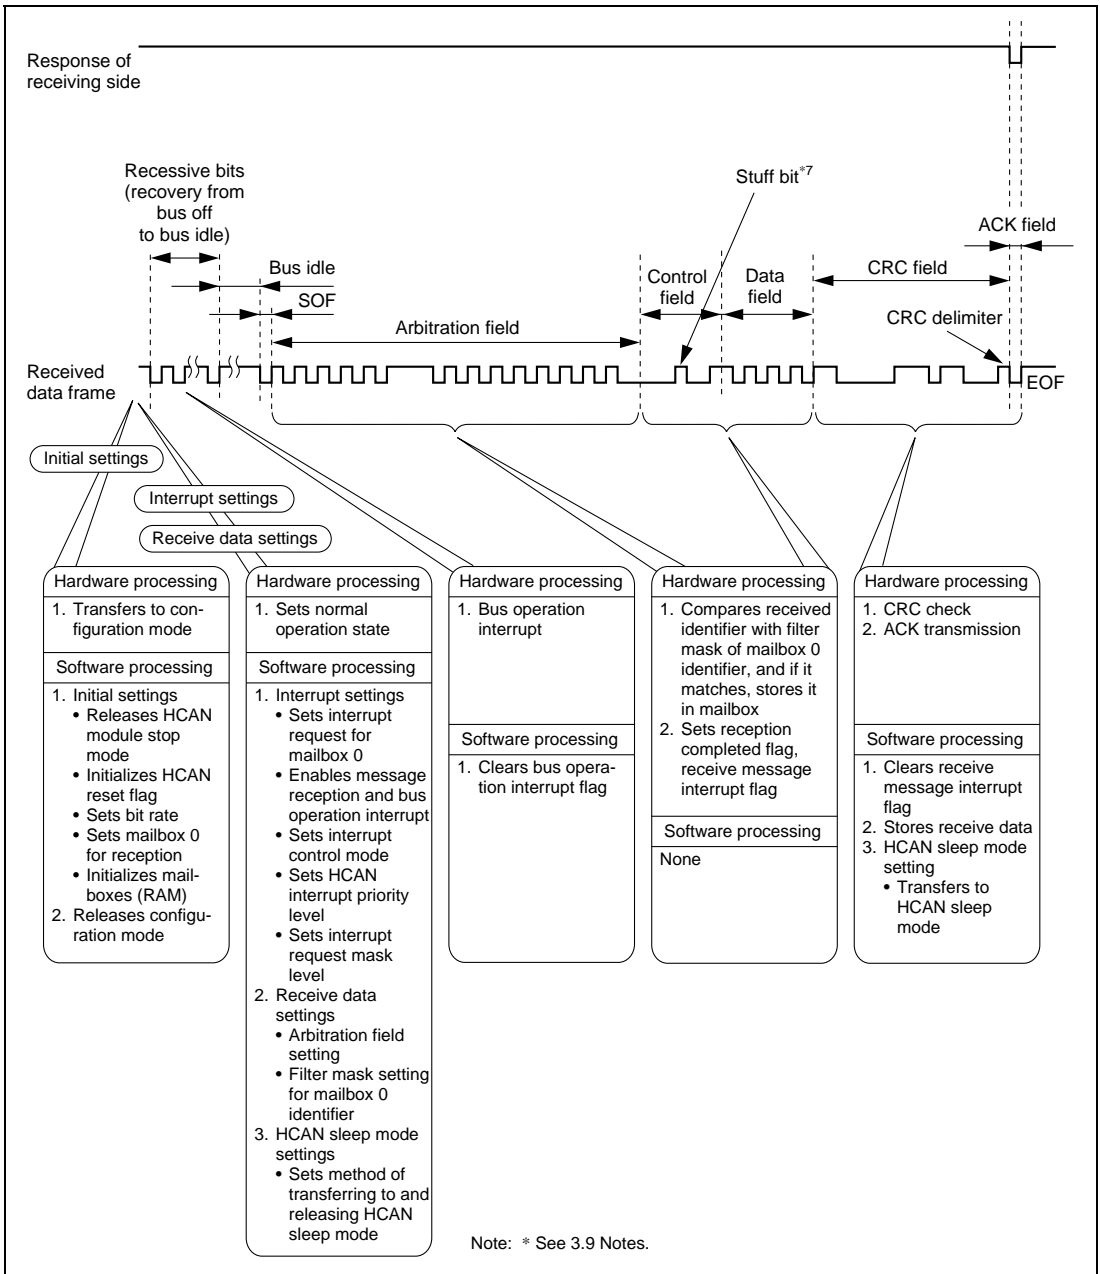 Response of
receiving side
Recessive bits
(recovery from
bus off
to bus idle)
Stuff bit*7
ACK field
Bus idle
SOF
Control
field
Data
field
CRC field
Arbitration field
CRC delimiter
Received
data frame
EOF
Initial settings
Interrupt settings
Receive data settings
Hardware processing
1. Transfers to con-
figuration mode
Software processing
1. Initial settings
• Releases HCAN
module stop
mode
• Initializes HCAN
reset flag
• Sets bit rate
• Sets mailbox 0
for reception
• Initializes mail-
boxes (RAM)
2. Releases configu-
ration mode
Hardware processing
1. Sets normal
operation state
Software processing
1. Interrupt settings
• Sets interrupt
request for
mailbox 0
• Enables message
reception and bus
operation interrupt
• Sets interrupt
control mode
• Sets HCAN
interrupt priority
level
• Sets interrupt
request mask
level
2. Receive data
settings
• Arbitration field
setting
• Filter mask setting
for mailbox 0
identifier
3. HCAN sleep mode
settings
• Sets method of
transferring to and
releasing HCAN
sleep mode
Hardware processing
1. Bus operation
interrupt
Software processing
1. Clears bus opera-
tion interrupt flag
Hardware processing
1. Compares received
identifier with filter
mask of mailbox 0
identifier, and if it
matches, stores it
in mailbox
2. Sets reception
completed flag,
receive message
interrupt flag
Software processing
None
Hardware processing
1. CRC check
2. ACK transmission
Software processing
1. Clears receive
message interrupt
flag
2. Stores receive data
3. HCAN sleep mode
setting
• Transfers to
HCAN sleep
mode
Note: * See 3.9 Notes.